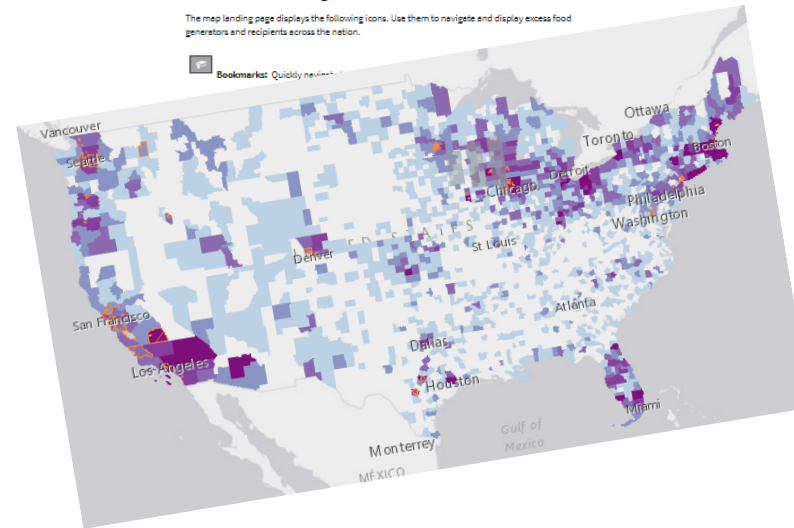 The map landing page displays the following icons. Use them to navigate and display excess food
generators and recipients across the nation.
Bookmarks: Quickly
Vancouver
Ottawa
Toronto
Seattle
Boston
Detroit
Chicago
Philadelphia
Washington
STATES
St Louis
Denver
Atlanta
San Francisco
Dallas
Los Angeles
Houston
Miami
Gulf of
Mexico
Monterrey
MÉXICO